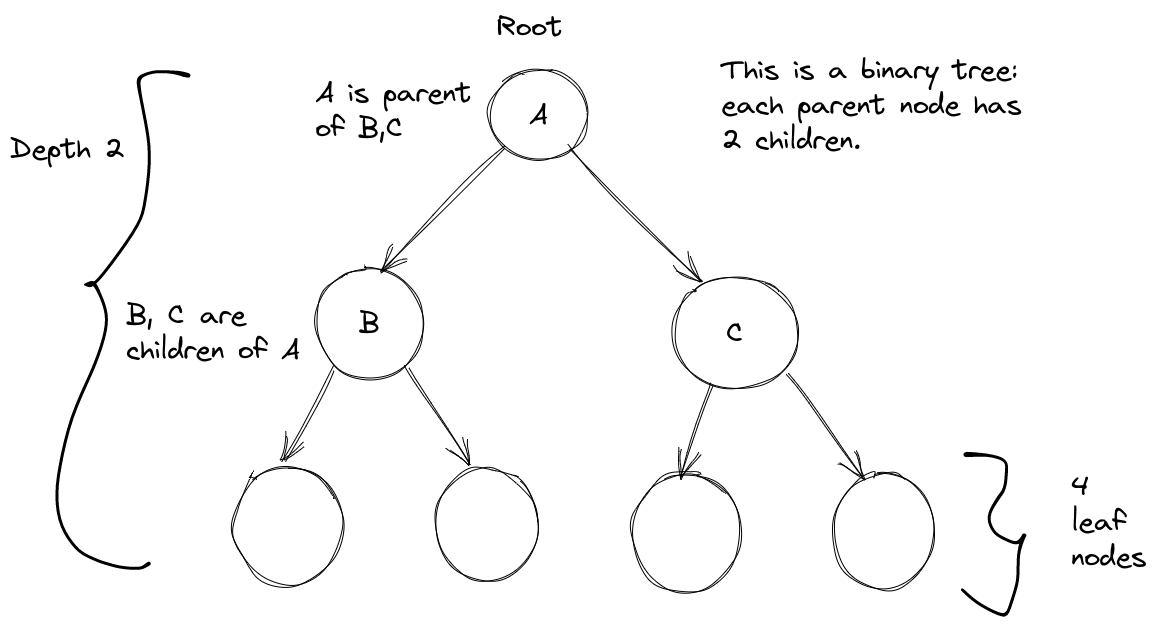 Root
A is parent
of B,C
A
This is a binary tree:
each parent node has
2 children.
Depth 2
B, C are
children of A
B
C
4
leaf
nodes